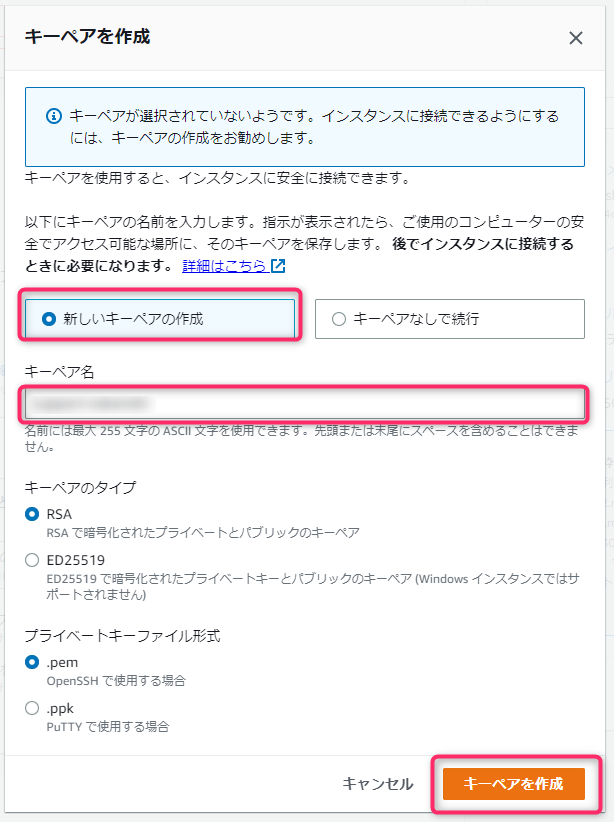 キーペアを作成
キーペアが選択されていないようです。インスタンスに接続できるようにする
には、キーペアの作成をお勧めします。
キーペアを使用すると、インスタンスに安全に接続できます。
以下にキーペアの名前を入力します。指示が表示されたら、ご使用のコンピューターの安
全でアクセス可能な場所に、そのキーペアを保存します。 後でインスタンスに接続する
ときに必要になります。 詳細はこちら
新しいキーペアの作成
キーペアなしで続行
キーペア名
名前には最大 255 文字の ASCII 文字を使用できます。先頭または末尾にスペースを含めることはできま
せん。
キーペアのタイプ
RSA
RSA で暗号化されたプライベートとパブリックのキーペア
ED25519
ED25519 で暗号化されたプライベートキーとパブリックのキーペア (Windows インスタンスではサ
ポートされません)
プライベートキーファイル形式
.pem
OpenSSH で使用する場合
.ppk
PuTTY で使用する場合
キャンセル
キーペアを作成